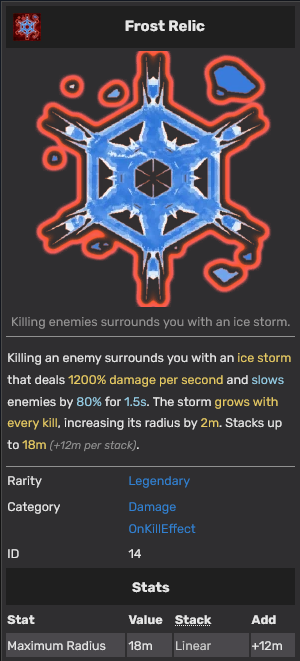 Frost Relic
Killing enemies surrounds you with an ice storm.
Killing an enemy surrounds you with an ice storm
that deals 1200% damage per second and slows
enemies by 80% for 1.5s. The storm grows with
every kill, increasing its radius by 2m. Stacks up
to 18m (+12m per stack).
Rarity Legendary
Category Damage
OnKillEffect
ID 14
Stats
Stat Value Stack Add
Maximum Radius 18m Linear +12m